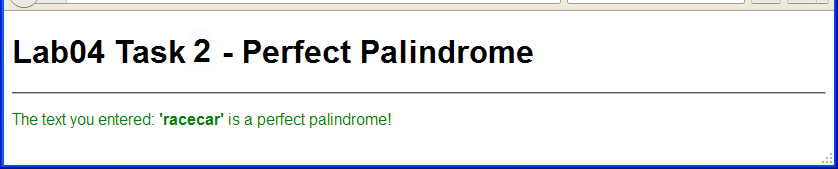 Lab04 Task 2 - Perfect Palindrome
The text you entered: 'racecar' is a perfect palindrome!